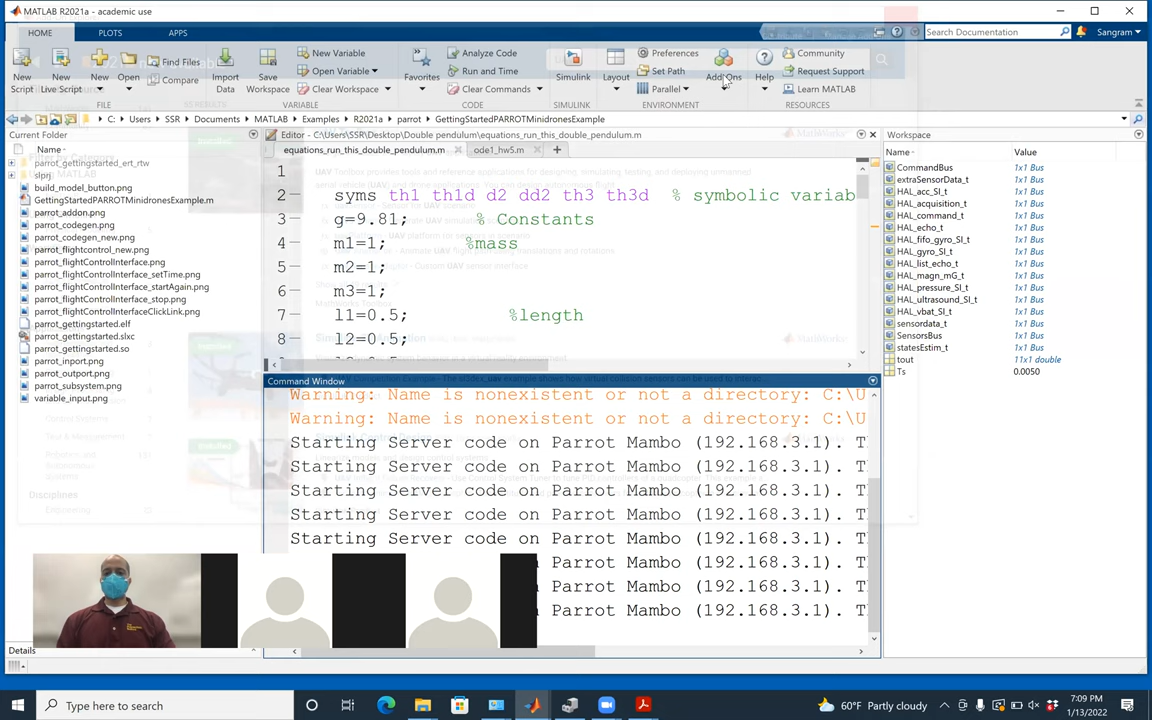 MATLAB R2021a - academic use
HOME PLOTS APPS
Search Documentation
Sangram
New Script
New Live Script
New
Open
Find Files
Compare
Import Data
Save Workspace
New Variable
Open Variable
Clear Workspace
Favorites
Analyze Code
Run and Time
Clear Commands
Simulink
Layout
Preferences
Set Path
Parallel
Add-Ons
Help
Community
Request Support
Learn MATLAB
FILE VARIABLE CODE SIMULINK ENVIRONMENT RESOURCES
C: Users SSR Documents MATLAB Examples R2021a parrot GettingStartedPARROTMinidronesExample
Current Folder
Name
parrot_gettingstarted_ert_rtw
slprj
build_model_button.png
GettingStartedPARROTMinidronesExample.m
parrot_addon.png
parrot_codegen.png
parrot_codegen_new.png
parrot_flightcontrol_new.png
parrot_flightControlInterface.png
parrot_flightControlInterface_setTime.png
parrot_flightControlInterface_startAgain.png
parrot_flightControlInterface_stop.png
parrot_flightControlInterfaceClickLink.png
parrot_gettingstarted.elf
parrot_gettingstarted.slxc
parrot_gettingstarted.so
parrot_inport.png
parrot_outport.png
parrot_subsystem.png
variable_input.png
Details
Editor - C:\Users\SSR\Desktop\Double pendulum\equations_run_this_double_pendulum.m
equations_run_this_double_pendulum.m ode1_hw5.m
1
2 syms th1 th1d d2 dd2 th3 th3d % symbolic variab
3 g=9.81; % Constants
4 m1=1; %mass
5 m2=1;
6 m3=1;
7 l1=0.5; %length
8 l2=0.5;
Command Window
Warning: Name is nonexistent or not a directory: C:\U
Warning: Name is nonexistent or not a directory: C:\U
Starting Server code on Parrot Mambo (192.168.3.1). T
Starting Server code on Parrot Mambo (192.168.3.1). T
Starting Server code on Parrot Mambo (192.168.3.1). T
Starting Server code on Parrot Mambo (192.168.3.1). T
Starting Server code on Parrot Mambo (192.168.3.1). T
n Parrot Mambo (192.168.3.1). T
n Parrot Mambo (192.168.3.1). T
n Parrot Mambo (192.168.3.1). T
Workspace
Name Value
CommandBus 1x1 Bus
extraSensorData_t 1x1 Bus
HAL_acc_SI_t 1x1 Bus
HAL_acquisition_t 1x1 Bus
HAL_command_t 1x1 Bus
HAL_echo_t 1x1 Bus
HAL_fifo_gyro_SI_t 1x1 Bus
HAL_gyro_SI_t 1x1 Bus
HAL_list_echo_t 1x1 Bus
HAL_magn_mG_t 1x1 Bus
HAL_pressure_SI_t 1x1 Bus
HAL_ultrasound_SI_t 1x1 Bus
HAL_vbat_SI_t 1x1 Bus
sensordata_t 1x1 Bus
SensorsBus 1x1 Bus
statesEstim_t 1x1 Bus
tout 11x1 double
Ts 0.0050
Type here to search
60°F Partly cloudy
7:09 PM
1/13/2022